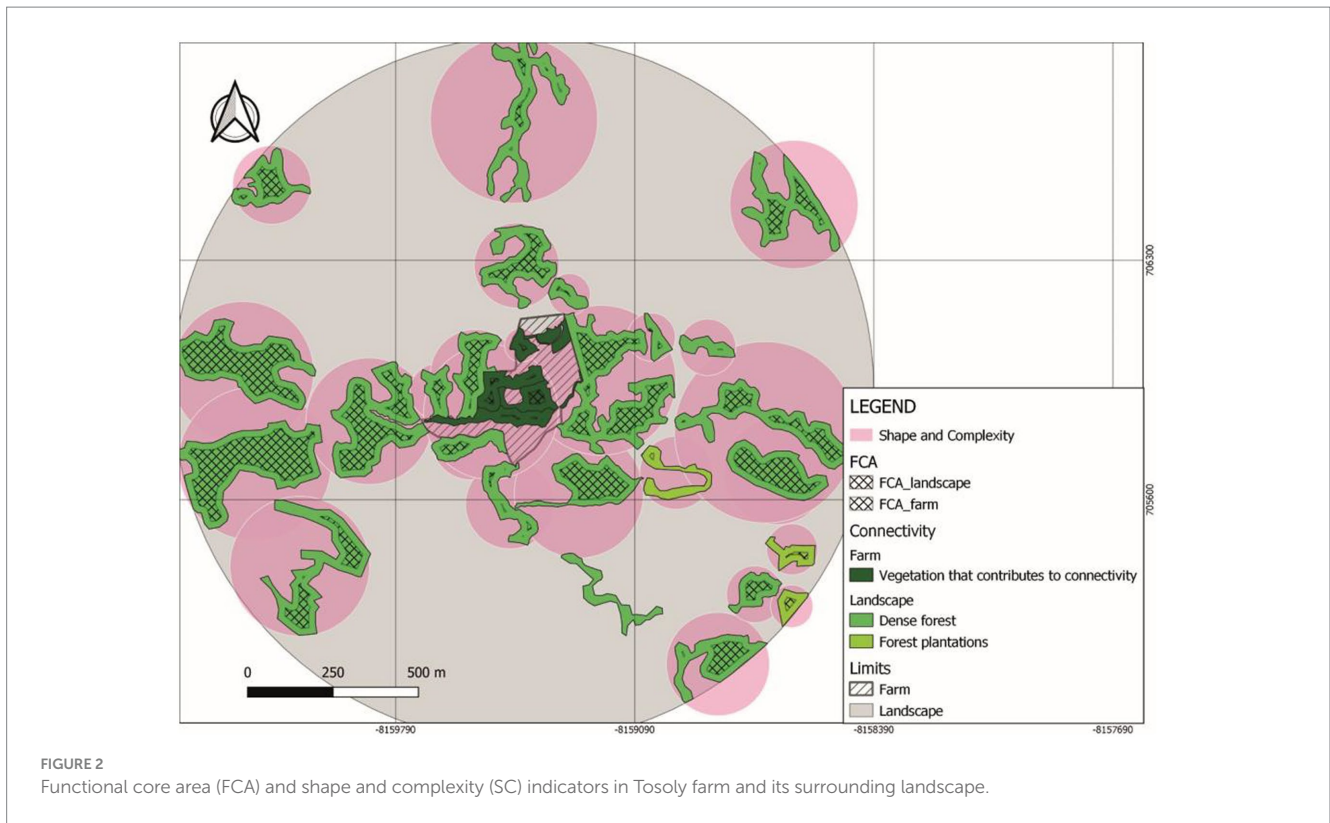 706300
705600
LEGEND
Shape and Complexity
FCA
FCA_landscape
FCA_farm
Connectivity
Farm
Vegetation that contributes to connectivity
Landscape
Dense forest
Forest plantations
Limits
Farm
Landscape
0 250 500 m
-8159790 -8159090 -8158390 -8157690
FIGURE 2
Functional core area (FCA) and shape and complexity (SC) indicators in Tosoly farm and its surrounding landscape.